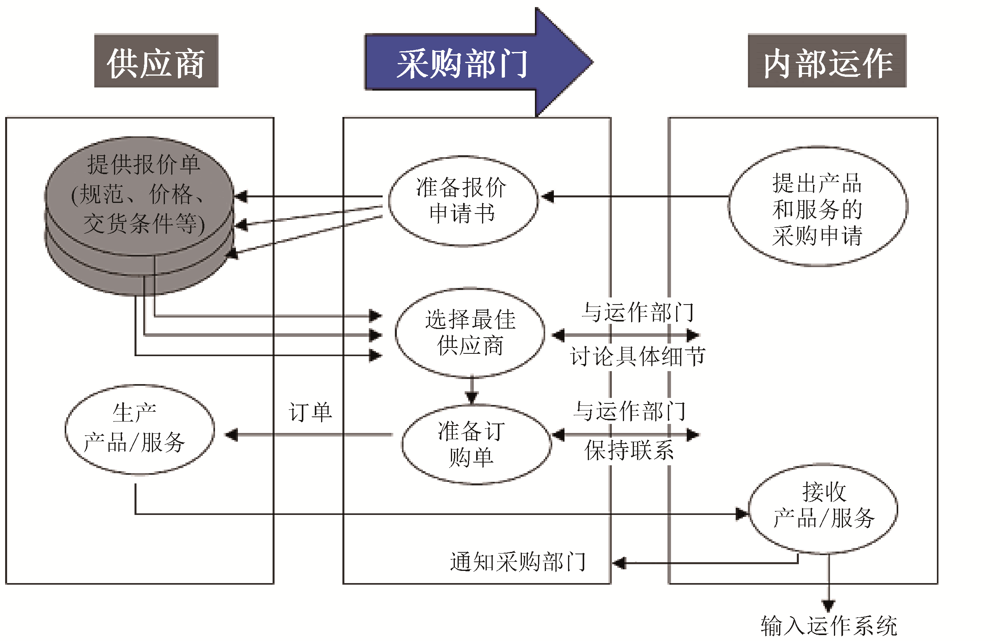 供应商
采购部门
内部运作
提供报价单
(规范、价格、
交货条件等)
准备报价
申请书
提出产品
和服务的
采购申请
选择最佳
供应商
与运作部门
讨论具体细节
生产
产品/服务
订单
准备订
购单
与运作部门
保持联系
接收
产品/服务
通知采购部门
输入运作系统